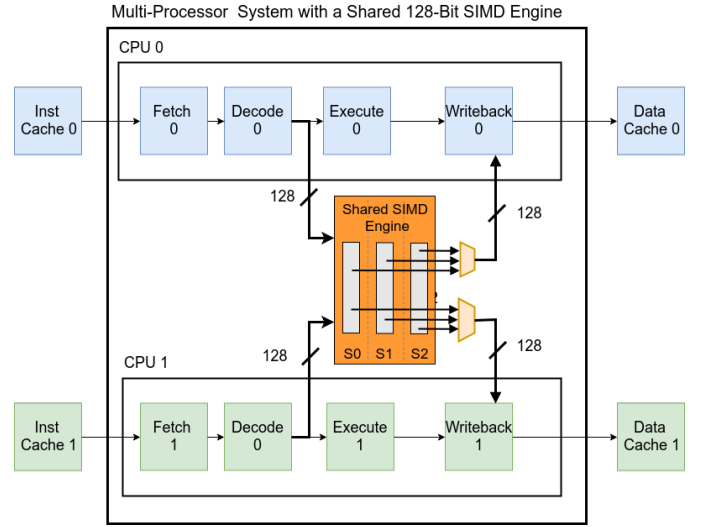 Multi-Processor System with a Shared 128-Bit SIMD Engine
CPU 0
Inst
Cache 0
Fetch
0
Decode
0
Execute
0
Writeback
0
Data
Cache 0
128
128
Shared SIMD
Engine
S0
S1
S2
128
128
CPU 1
Inst
Cache 1
Fetch
1
Decode
0
Execute
1
Writeback
1
Data
Cache 1